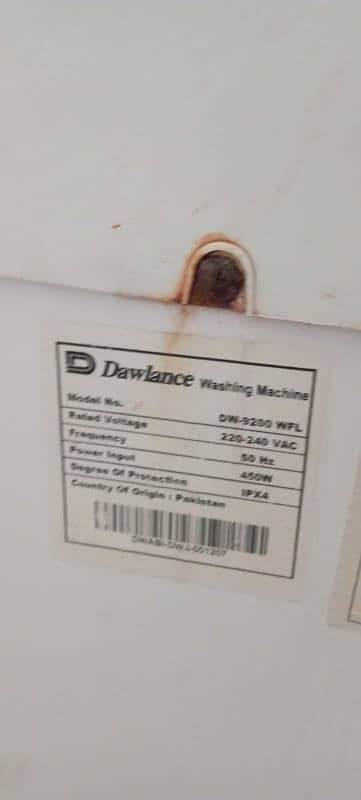 D Dawlance Washing Machine
Model No. DW-9200 WFL
Rated Voltage 220-240 VAC
Frequency 50 Hz
Power Input 450W
Degree Of Protection IPX4
Country Of Origin : Pakistan